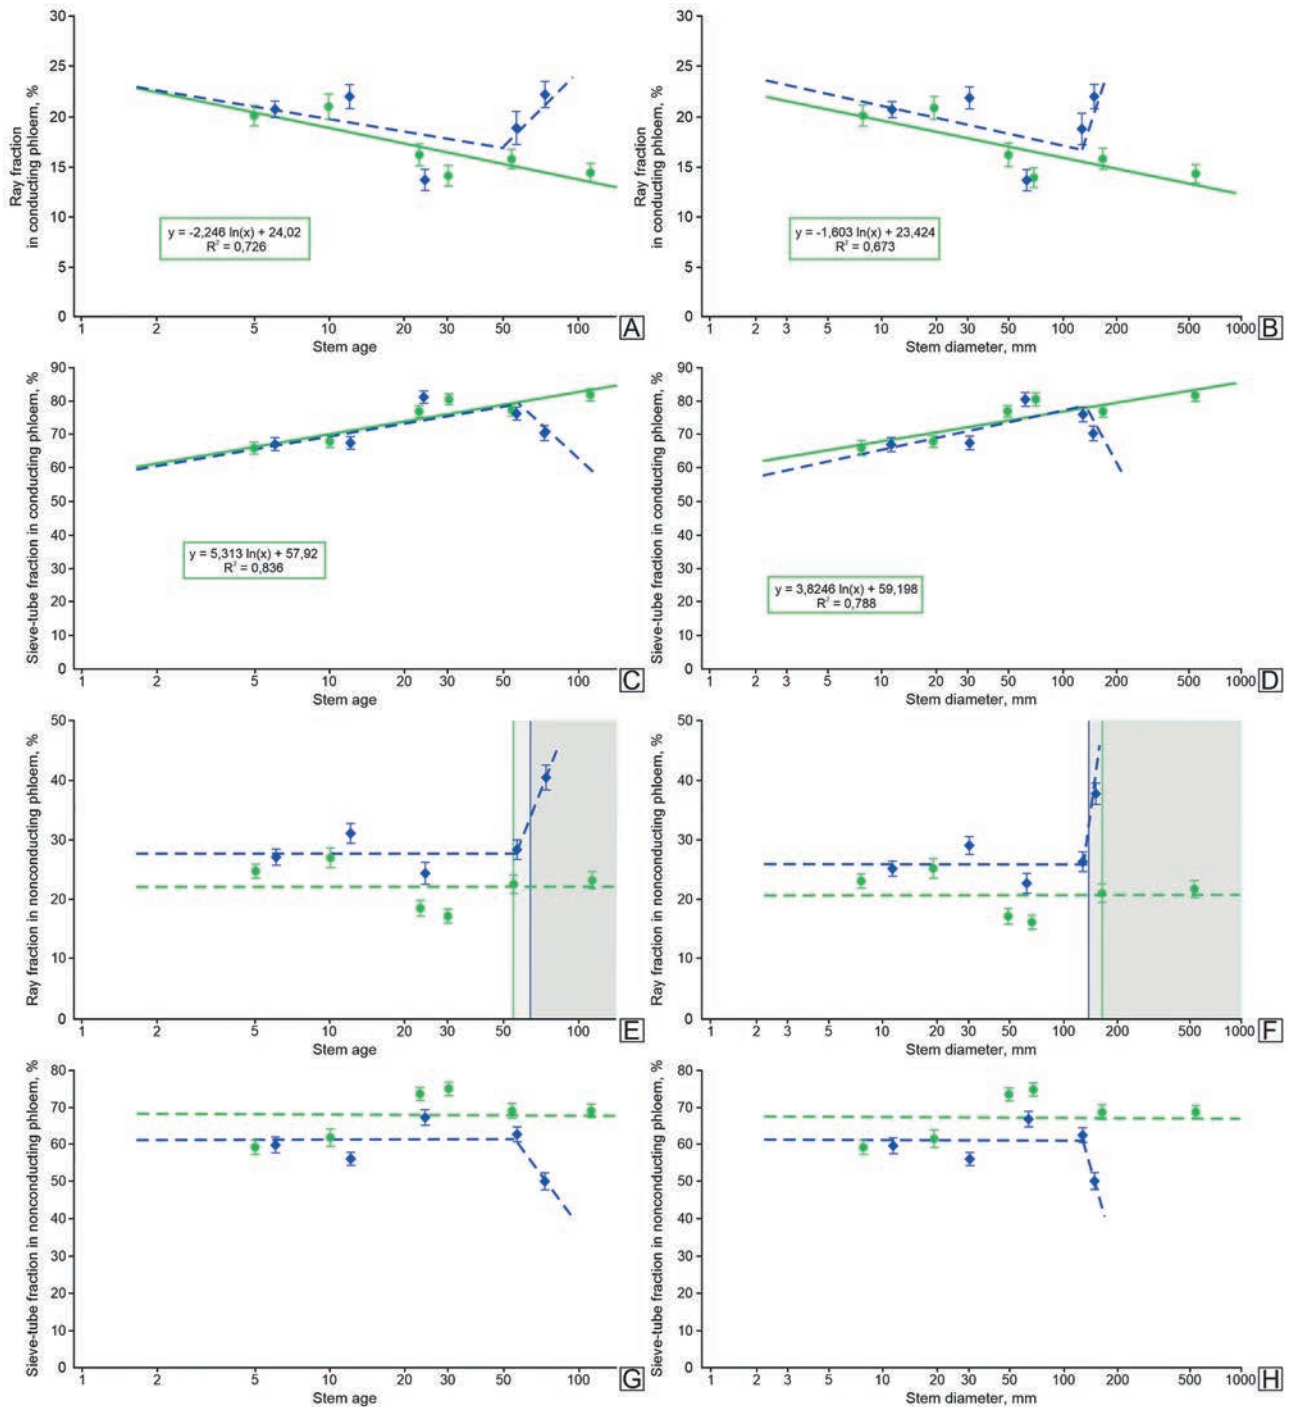 30
25
20
15
10
5
0
Ray fraction
in conducting phloem, %
y = -2,246 ln(x) + 24,02
R² = 0,726
1 2 5 10 20 30 50 100
Stem age
A
30
25
20
15
10
5
0
Ray fraction
in conducting phloem, %
y = -1,603 ln(x) + 23,424
R² = 0,673
1 2 3 5 10 20 30 50 100 200 500 1000
Stem diameter, mm
B
90
80
70
60
50
40
30
20
10
0
Sieve-tube fraction in conducting phloem, %
y = 5,313 ln(x) + 57,92
R² = 0,836
1 2 5 10 20 30 50 100
Stem age
C
90
80
70
60
50
40
30
20
10
0
Sieve-tube fraction in conducting phloem, %
y = 3,8246 ln(x) + 59,198
R² = 0,788
1 2 3 5 10 20 30 50 100 200 500 1000
Stem diameter, mm
D
50
40
30
20
10
0
Ray fraction in nonconducting phloem, %
1 2 5 10 20 30 50 100
Stem age
E
50
40
30
20
10
0
Ray fraction in nonconducting phloem, %
1 2 3 5 10 20 30 50 100 200 500 1000
Stem diameter, mm
F
80
70
60
50
40
30
20
10
0
Sieve-tube fraction in nonconducting phloem, %
1 2 5 10 20 30 50 100
Stem age
G
80
70
60
50
40
30
20
10
0
Sieve-tube fraction in nonconducting phloem, %
1 2 3 5 10 20 30 50 100 200 500 1000
Stem diameter, mm
H